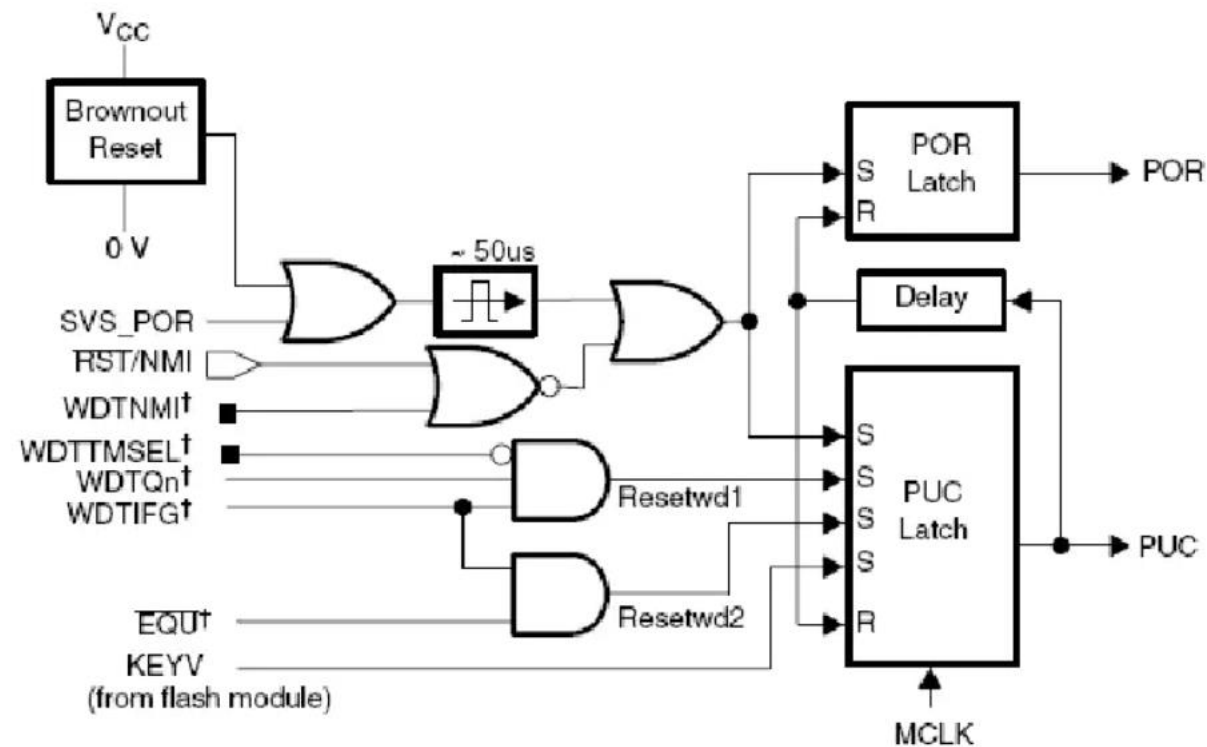 VCC
Brownout
Reset
0 V
~ 50us
SVS_POR
RST/NMI
WDTNMI†
WDTTMSEL†
WDTQn†
WDTIFG†
EQU†
KEYV
(from flash module)
Resetwd1
Resetwd2
S
R
POR
Latch
POR
Delay
S
S
S
S
R
PUC
Latch
PUC
MCLK